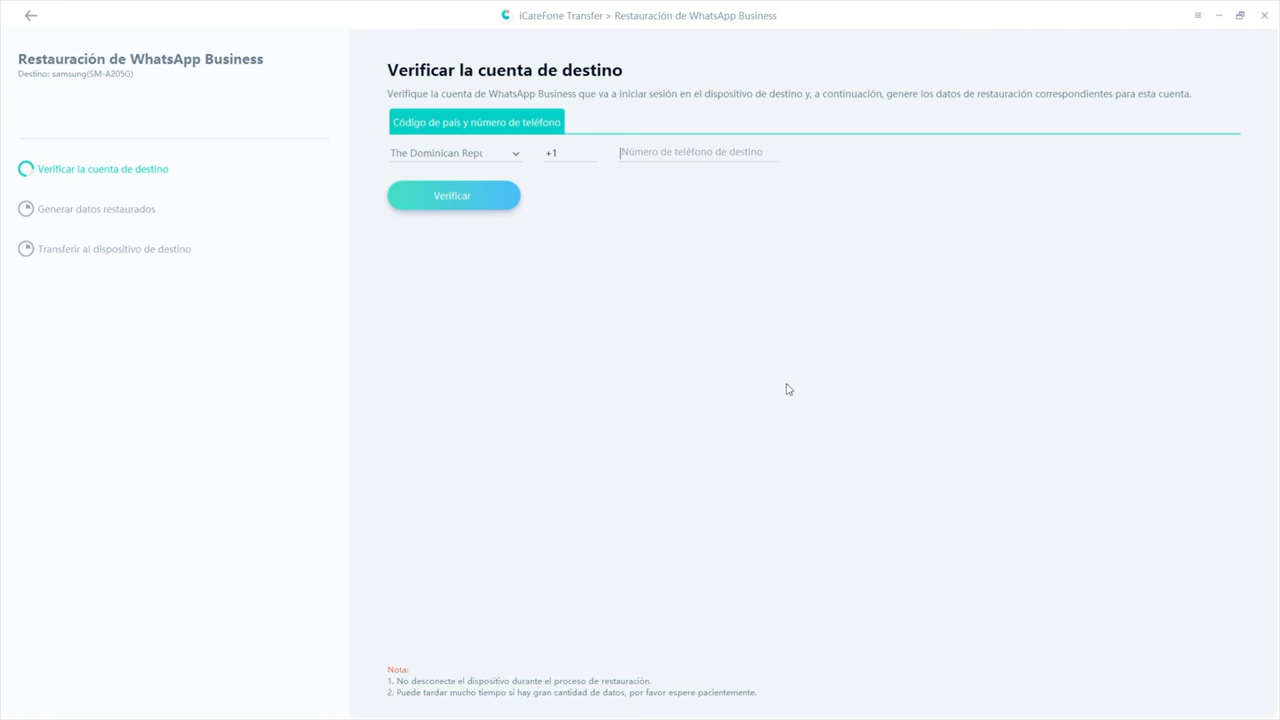 iCareFone Transfer > Restauración de WhatsApp Business
Restauración de WhatsApp Business
Destino: samsung(SM-A205G)
Verificar la cuenta de destino
Generar datos restaurados
Transferir al dispositivo de destino
Verificar la cuenta de destino
Verifique la cuenta de WhatsApp Business que va a iniciar sesión en el dispositivo de destino y, a continuación, genere los datos de restauración correspondientes para esta cuenta.
Código de país y número de teléfono
The Dominican Repu +1 Número de teléfono de destino
Verificar
Nota:
1. No desconecte el dispositivo durante el proceso de restauración.
2. Puede tardar mucho tiempo si hay gran cantidad de datos, por favor espere pacientemente.